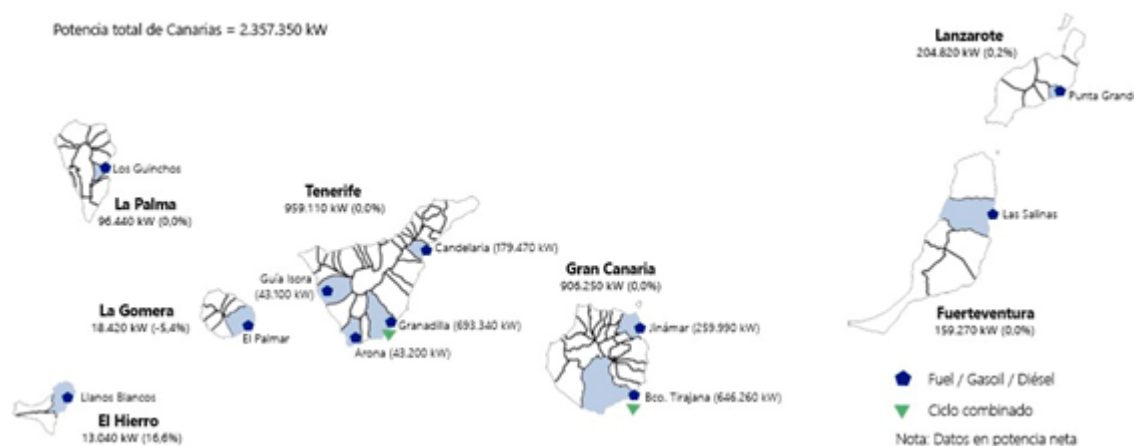 Potencia total de Canarias = 2.357.350 kW
Lanzarote
204.820 kW (0,2%)
Punta Grande
Los Guinchos
La Palma
96.440 kW (0,0%)
Tenerife
959.110 kW (0,0%)
Candelaria (179.470 kW)
Guía Isora
(43.100 kW)
Granadilla (693.340 kW)
Arona (43.200 kW)
La Gomera
18.420 kW (-5,4%)
El Palmar
Llanos Blancos
El Hierro
13.040 kW (16,6%)
Gran Canaria
906.250 kW (0,0%)
Jinámar (259.990 kW)
Bco. Tirajana (646.260 kW)
Las Salinas
Fuerteventura
159.270 kW (0,0%)
Fuel / Gasoil / Diésel
Ciclo combinado
Nota: Datos en potencia neta